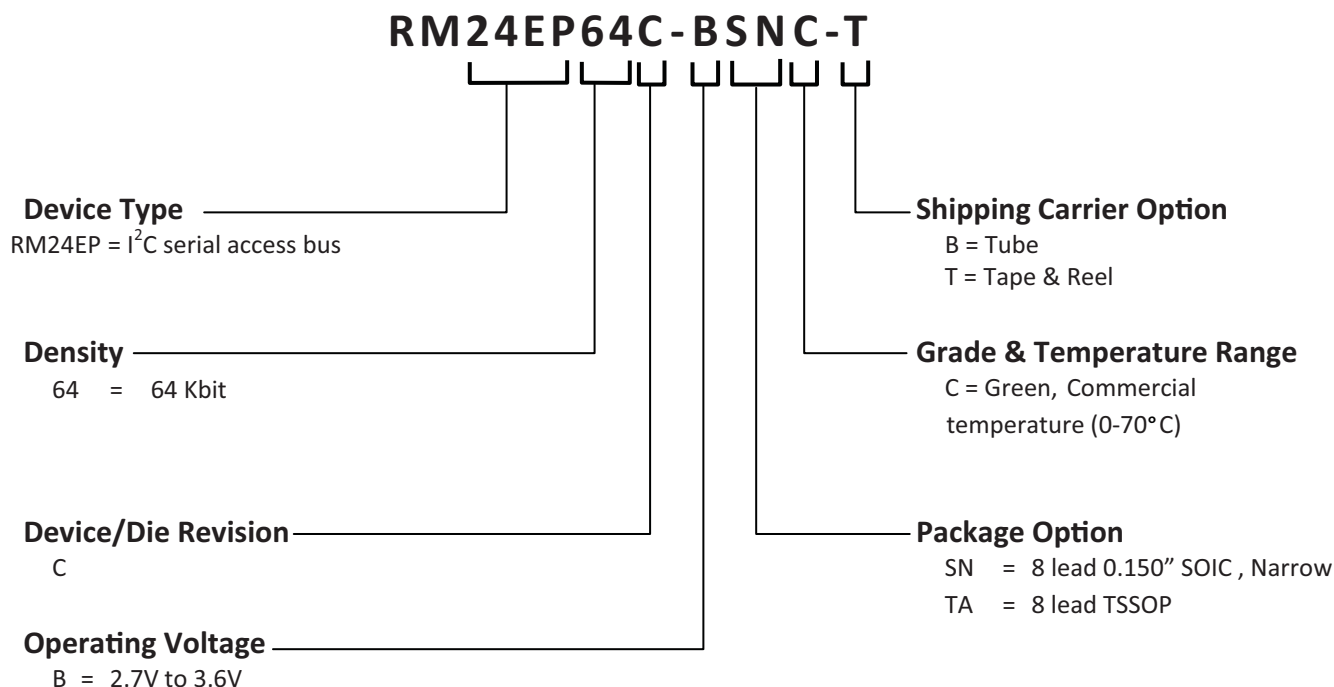 RM24EP64C-BSNC-T
Device Type
RM24EP = I²C serial access bus
Density
64 = 64 Kbit
Device/Die Revision
C
Operating Voltage
B = 2.7V to 3.6V
Shipping Carrier Option
B = Tube
T = Tape & Reel
Grade & Temperature Range
C = Green, Commercial
temperature (0-70°C)
Package Option
SN = 8 lead 0.150” SOIC , Narrow
TA = 8 lead TSSOP